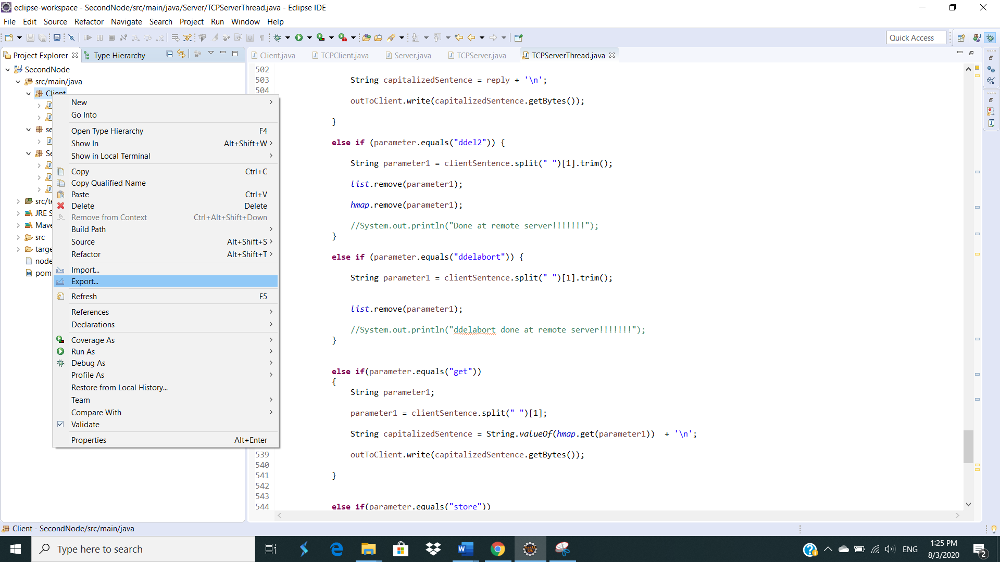 eclipse-workspace - SecondNode/src/main/java/Server/TCPServerThread.java - Eclipse IDE
File Edit Source Refactor Navigate Search Project Run Window Help
Quick Access
Project Explorer Type Hierarchy
Client.java TCPClient.java Server.java TCPServer.java TCPServerThread.java
SecondNode
src/main/java
Client
se
Se
src/te
JRE S
Mave
src
targe
node
pom
New
Go Into
Open Type Hierarchy F4
Show In Alt+Shift+W
Show in Local Terminal
Copy Ctrl+C
Copy Qualified Name
Paste Ctrl+V
Delete Delete
Remove from Context Ctrl+Alt+Shift+Down
Build Path
Source Alt+Shift+S
Refactor Alt+Shift+T
Import...
Export...
Refresh F5
References
Declarations
Coverage As
Run As
Debug As
Profile As
Restore from Local History...
Team
Compare With
Validate
Properties Alt+Enter
502
503 String capitalizedSentence = reply + '\n';
504
outToClient.write(capitalizedSentence.getBytes());
}
else if (parameter.equals("ddel2")) {
String parameter1 = clientSentence.split(" ")[1].trim();
list.remove(parameter1);
hmap.remove(parameter1);
//System.out.println("Done at remote server!!!!!!!");
}
else if (parameter.equals("ddelabort")) {
String parameter1 = clientSentence.split(" ")[1].trim();
list.remove(parameter1);
//System.out.println("ddelabort done at remote server!!!!!!!");
}
else if(parameter.equals("get"))
{
String parameter1;
parameter1 = clientSentence.split(" ")[1];
String capitalizedSentence = String.valueOf(hmap.get(parameter1))  + '\n';
539 outToClient.write(capitalizedSentence.getBytes());
540
541 }
542
543
544 else if(parameter.equals("store"))
Client - SecondNode/src/main/java
Type here to search
ENG
1:25 PM
8/3/2020
2